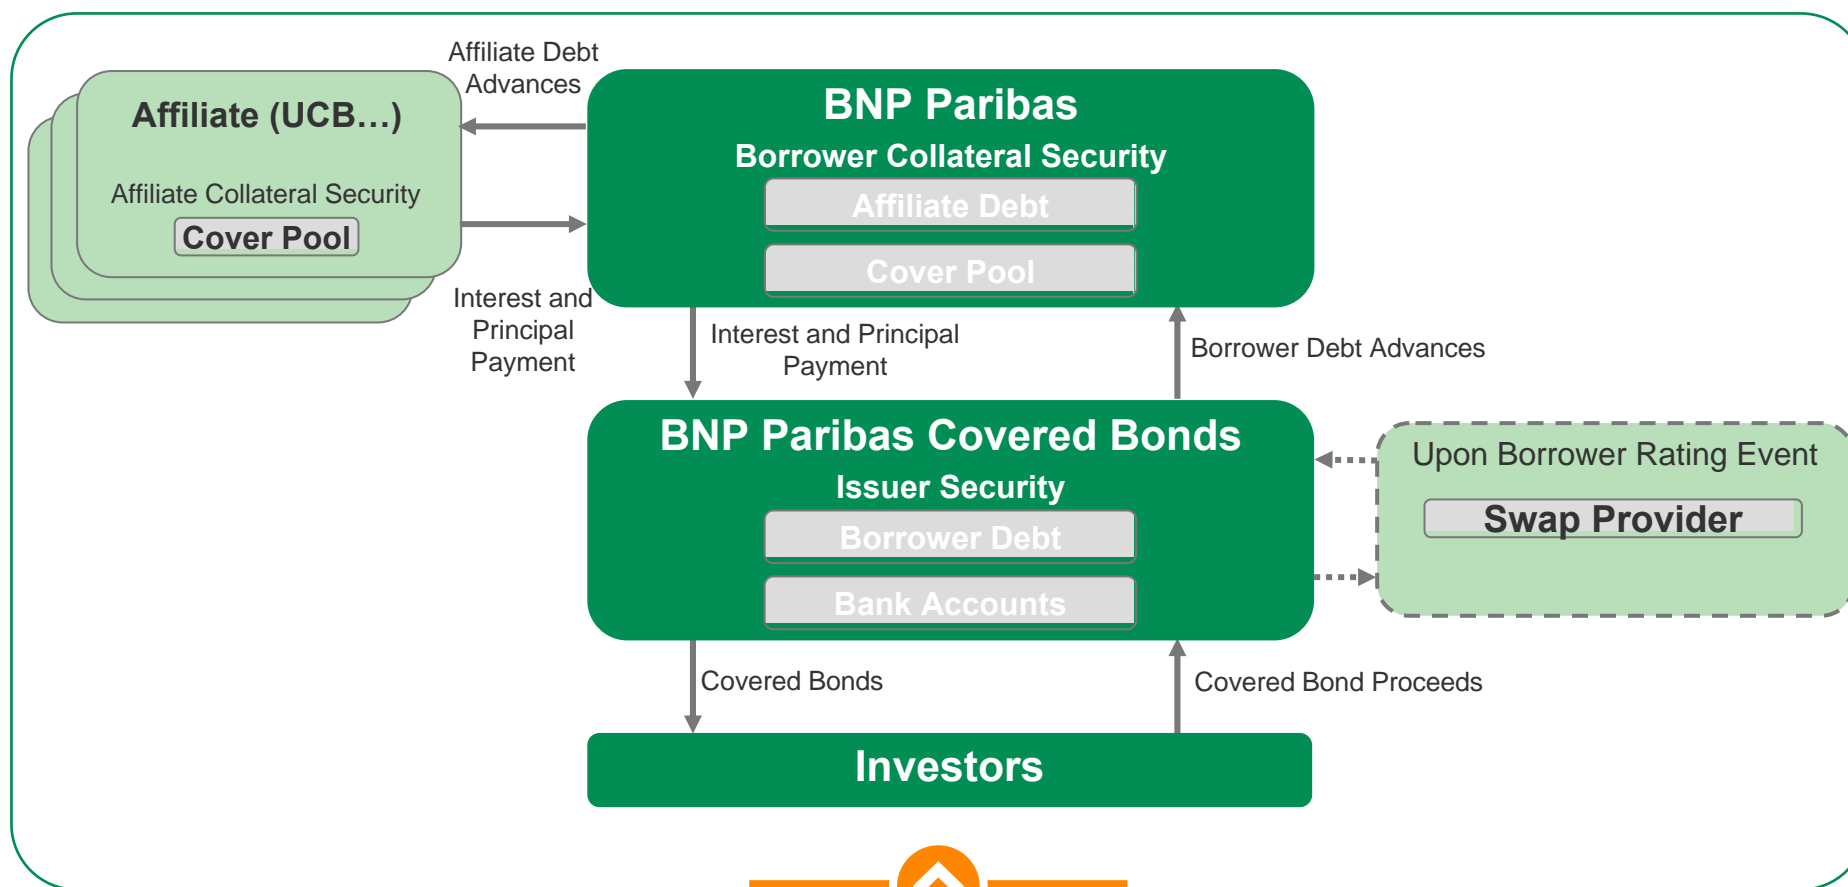 Affiliate Debt
Advances
Affiliate (UCB…)
Affiliate Collateral Security
Cover Pool
BNP Paribas
Borrower Collateral Security
Affiliate Debt
Cover Pool
Interest and
Principal
Payment
Interest and Principal
Payment
Borrower Debt Advances
BNP Paribas Covered Bonds
Issuer Security
Borrower Debt
Bank Accounts
Upon Borrower Rating Event
Swap Provider
Covered Bonds
Covered Bond Proceeds
Investors